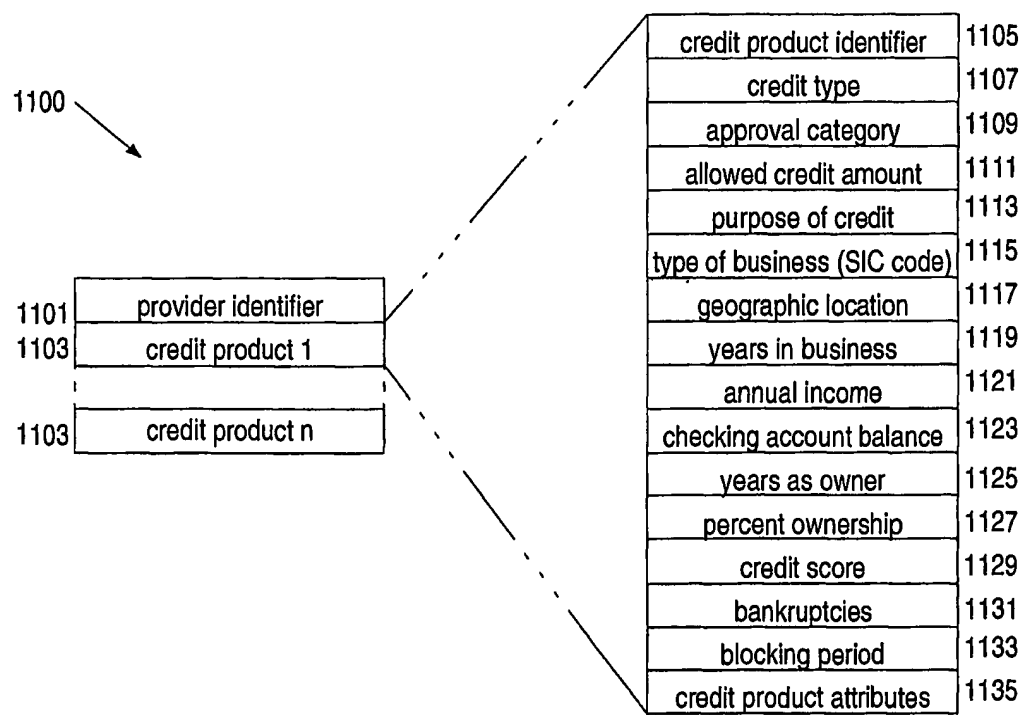 1100
1101 provider identifier
1103 credit product 1
1103 credit product n
credit product identifier 1105
credit type 1107
approval category 1109
allowed credit amount 1111
purpose of credit 1113
type of business (SIC code) 1115
geographic location 1117
years in business 1119
annual income 1121
checking account balance 1123
years as owner 1125
percent ownership 1127
credit score 1129
bankruptcies 1131
blocking period 1133
credit product attributes 1135